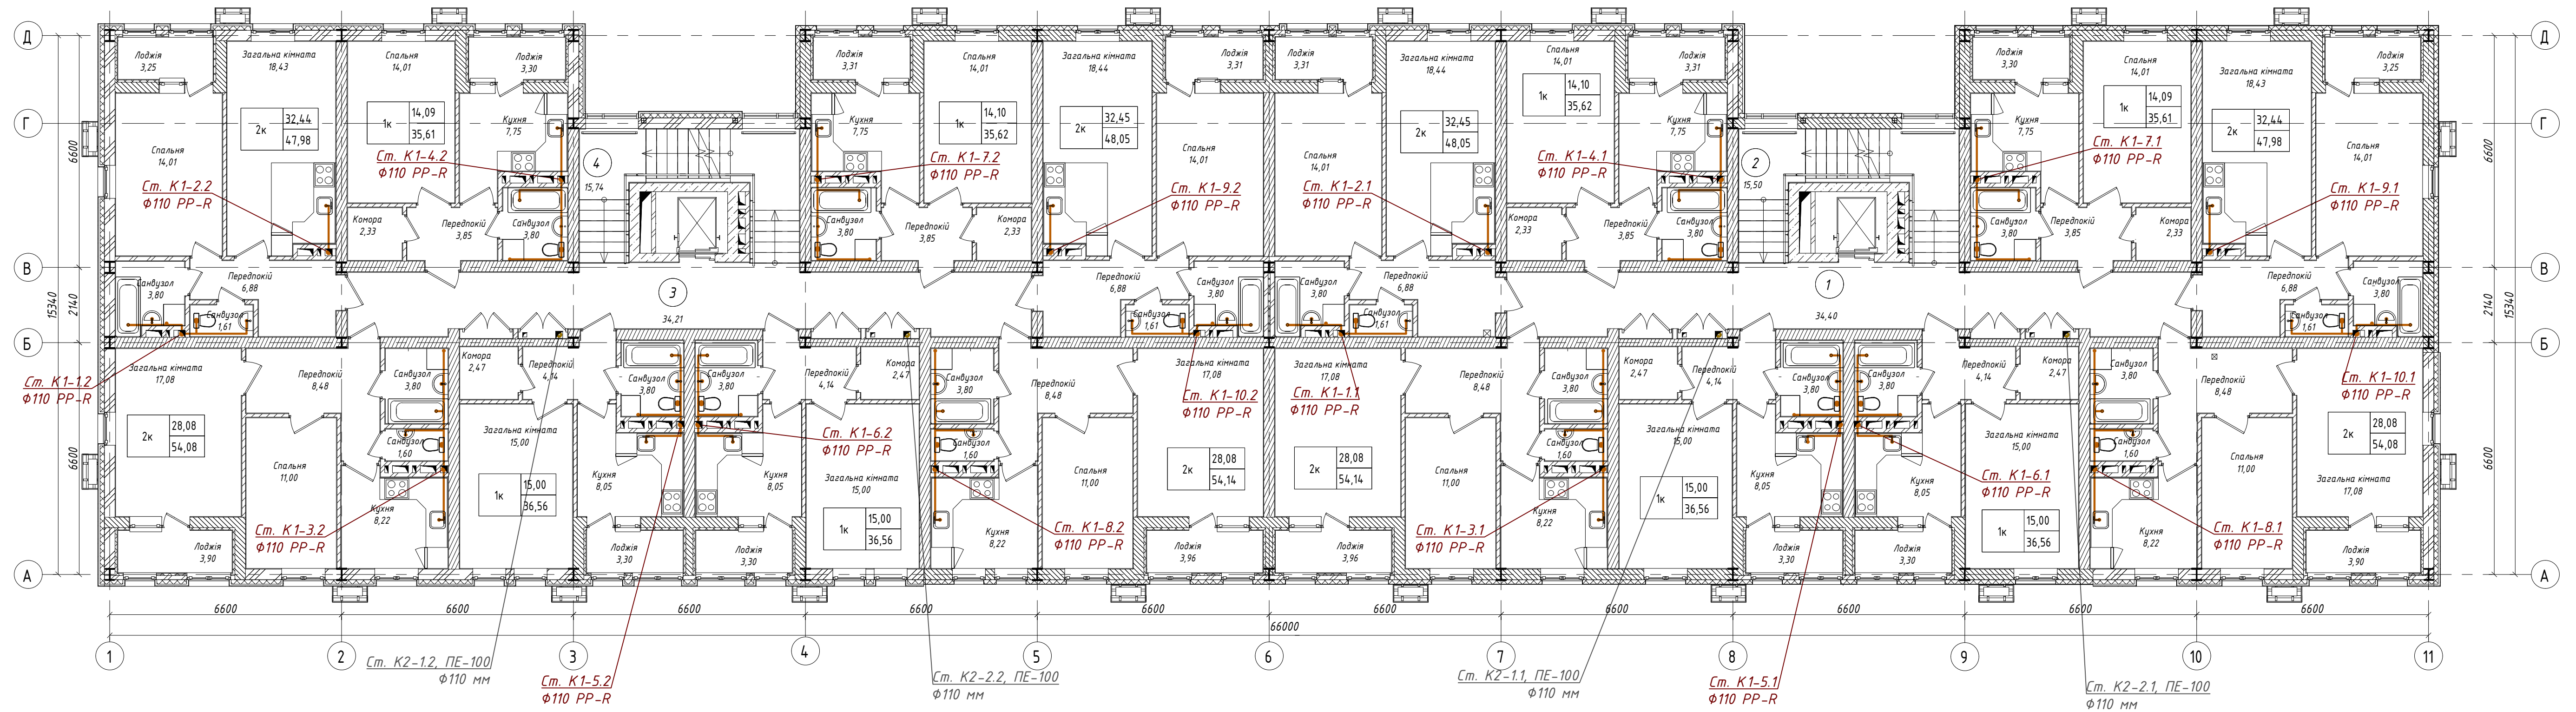 Д
Г
В
Б
А
6600
2140
6600
15340
Лоджія
3,25
Загальна кімната
18,43
2к
32,44
47,98
Спальня
14,01
Ст. К1-2.2
Ф110 PP-R
Спальня
14,01
1к
14,09
35,61
Лоджія
3,30
Кухня
7,75
Ст. К1-4.2
Ф110 PP-R
Комора
2,33
Передпокій
3,85
Санвузол
3,80
4
15,74
Лоджія
3,31
Спальня
14,01
1к
14,10
35,62
Кухня
7,75
Ст. К1-7.2
Ф110 PP-R
Санвузол
3,80
Передпокій
3,85
Комора
2,33
Загальна кімната
18,44
2к
32,45
48,05
Лоджія
3,31
Спальня
14,01
Ст. К1-9.2
Ф110 PP-R
Лоджія
3,31
Спальня
14,01
Ст. К1-2.1
Ф110 PP-R
Загальна кімната
18,44
2к
32,45
48,05
Спальня
14,01
1к
14,10
35,62
Лоджія
3,31
Кухня
7,75
Ст. К1-4.1
Ф110 PP-R
Комора
2,33
Передпокій
3,85
Санвузол
3,80
2
15,50
Лоджія
3,30
Кухня
7,75
Спальня
14,01
1к
14,09
35,61
Ст. К1-7.1
Ф110 PP-R
Санвузол
3,80
Передпокій
3,85
Комора
2,33
Загальна кімната
18,43
2к
32,44
47,98
Лоджія
3,25
Спальня
14,01
Ст. К1-9.1
Ф110 PP-R
Д
Г
В
Б
А
6600
2140
6600
15340
Санвузол
3,80
Передпокій
6,88
Санвузол
1,61
3
34,21
Передпокій
6,88
Санвузол
3,80
Санвузол
1,61
Санвузол
3,80
Передпокій
6,88
Санвузол
1,61
1
34,40
Передпокій
6,88
Санвузол
3,80
Санвузол
1,61
Ст. К1-1.2
Ф110 PP-R
Загальна кімната
17,08
2к
28,08
54,08
Передпокій
8,48
Санвузол
3,80
Спальня
11,00
Санвузол
1,60
Кухня
8,22
Ст. К1-3.2
Ф110 PP-R
Лоджія
3,90
Комора
2,47
Передпокій
4,14
Загальна кімната
15,00
1к
15,00
36,56
Санвузол
3,80
Кухня
8,05
Лоджія
3,30
Санвузол
3,80
Передпокій
4,14
Комора
2,47
Ст. К1-6.2
Ф110 PP-R
Кухня
8,05
Загальна кімната
15,00
1к
15,00
36,56
Лоджія
3,30
Санвузол
3,80
Передпокій
8,48
Санвузол
1,60
Спальня
11,00
Кухня
8,22
Ст. К1-8.2
Ф110 PP-R
Загальна кімната
17,08
Ст. К1-10.2
Ф110 PP-R
2к
28,08
54,14
Лоджія
3,96
Загальна кімната
17,08
Ст. К1-1.1
Ф110 PP-R
2к
28,08
54,14
Лоджія
3,96
Передпокій
8,48
Санвузол
3,80
Спальня
11,00
Санвузол
1,60
Кухня
8,22
Ст. К1-3.1
Ф110 PP-R
Комора
2,47
Передпокій
4,14
Загальна кімната
15,00
1к
15,00
36,56
Санвузол
3,80
Кухня
8,05
Лоджія
3,30
Санвузол
3,80
Передпокій
4,14
Комора
2,47
Кухня
8,05
Загальна кімната
15,00
Ст. К1-6.1
Ф110 PP-R
1к
15,00
36,56
Лоджія
3,30
Санвузол
3,80
Передпокій
8,48
Санвузол
1,60
Спальня
11,00
Кухня
8,22
Ст. К1-8.1
Ф110 PP-R
Ст. К1-10.1
Ф110 PP-R
2к
28,08
54,08
Загальна кімната
17,08
Лоджія
3,90
6600
6600
6600
6600
6600
6600
6600
6600
6600
6600
66000
1
2
3
4
5
6
7
8
9
10
11
Ст. К2-1.2, ПЕ-100
Ф110 мм
Ст. К1-5.2
Ф110 PP-R
Ст. К2-2.2, ПЕ-100
Ф110 мм
Ст. К2-1.1, ПЕ-100
Ф110 мм
Ст. К1-5.1
Ф110 PP-R
Ст. К2-2.1, ПЕ-100
Ф110 мм